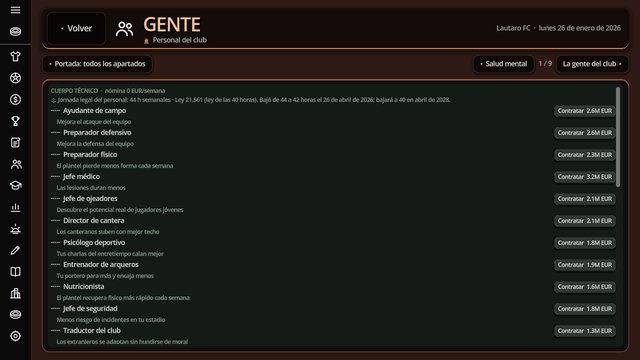 Volver
GENTE
Personal del club
Lautaro FC · lunes 26 de enero de 2026
Portada: todos los apartados
Salud mental
1 / 9
La gente del club
CUERPO TÉCNICO · nómina 0 EUR/semana
Jornada legal del personal: 44 h semanales · Ley 21.561 (ley de las 40 horas), Bajó de 44 a 42 horas el 26 de abril de 2026; bajará a 40 en abril de 2028.
Ayudante de campo
Contratar 2.6M EUR
Mejora el ataque del equipo
Preparador defensivo
Contratar 2.6M EUR
Mejora la defensa del equipo
Preparador físico
Contratar 2.3M EUR
El plantel pierde menos forma cada semana
Jefe médico
Contratar 3.2M EUR
Las lesiones duran menos
Jefe de ojeadores
Contratar 2.1M EUR
Descubre el potencial real de jugadores jóvenes
Director de cantera
Contratar 2.1M EUR
Los canteranos suben con mejor techo
Psicólogo deportivo
Contratar 1.8M EUR
Tus charlas del entretiempo calan mejor
Entrenador de arqueros
Contratar 1.9M EUR
Tu portero para más y encaja menos
Nutricionista
Contratar 1.6M EUR
El plantel recupera físico más rápido cada semana
Jefe de seguridad
Contratar 1.8M EUR
Menos riesgo de incidentes en tu estadio
Traductor del club
Contratar 1.3M EUR
Los extranjeros se adaptan sin hundirse de moral